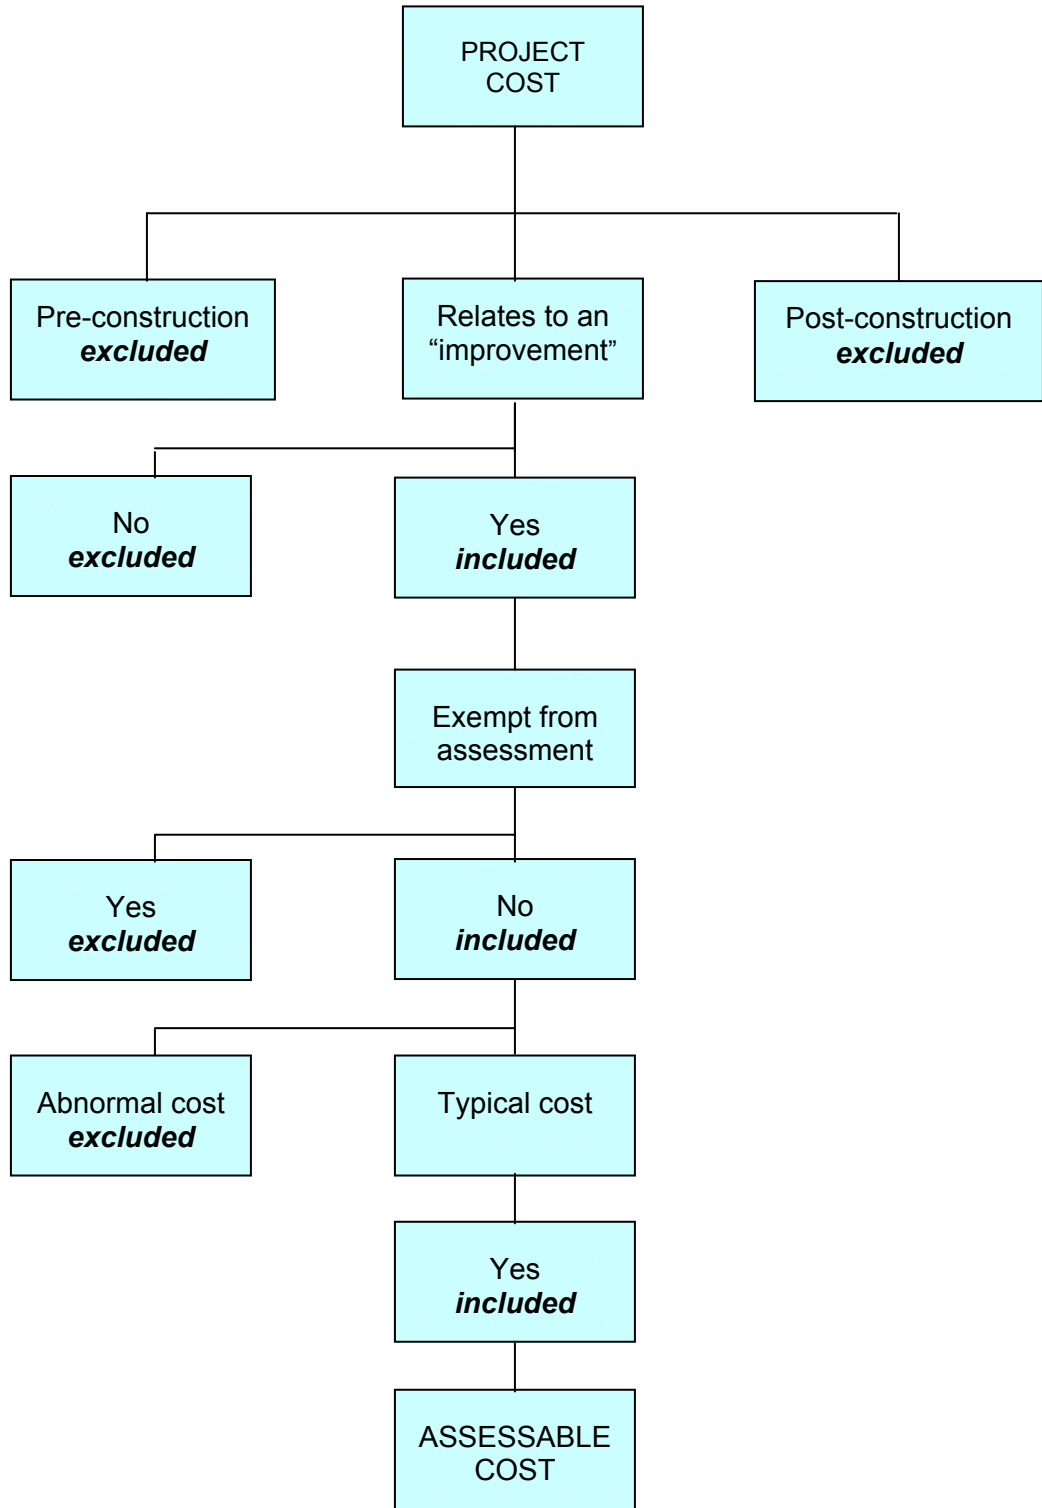 PROJECT
COST
Pre-construction
excluded
Relates to an
“improvement”
Post-construction
excluded
No
excluded
Yes
included
Exempt from
assessment
Yes
excluded
No
included
Abnormal cost
excluded
Typical cost
Yes
included
ASSESSABLE
COST